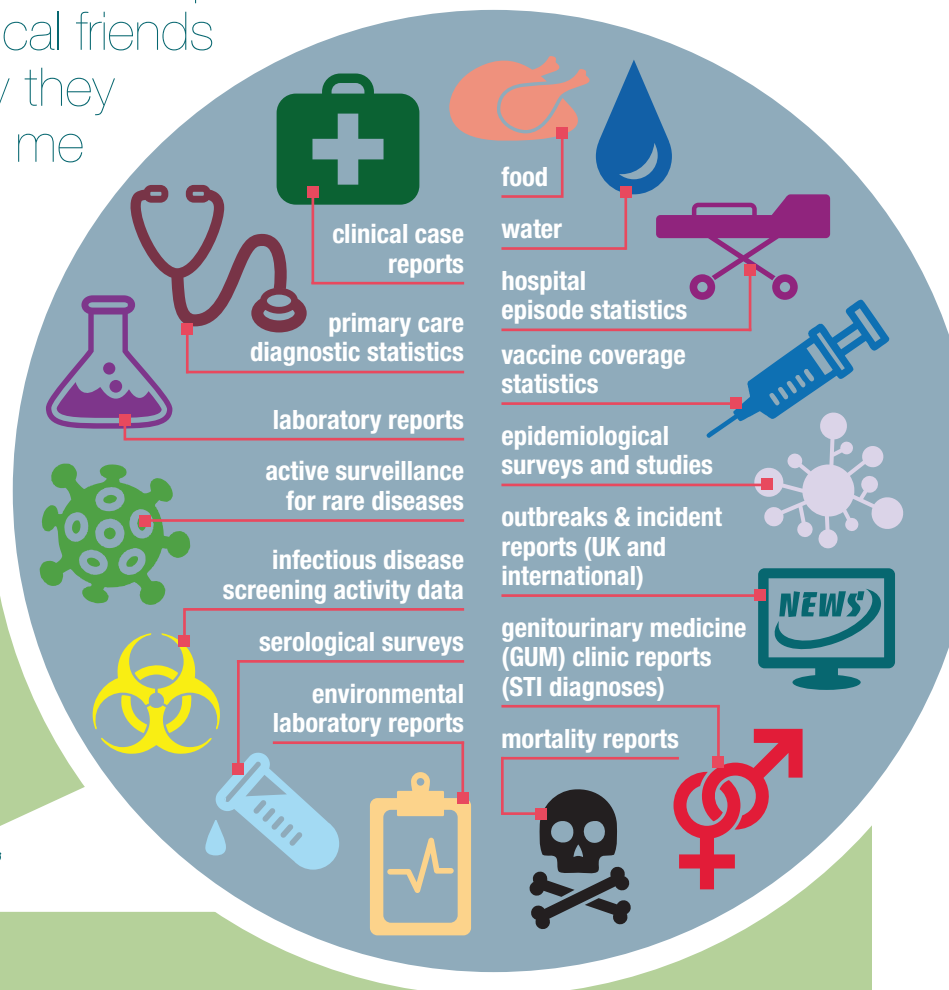 cal friends
they
me
clinical case
reports
primary care
diagnostic statistics
laboratory reports
active surveillance
for rare diseases
infectious disease
screening activity data
serological surveys
environmental
laboratory reports
food
water
hospital
episode statistics
vaccine coverage
statistics
epidemiological
surveys and studies
outbreaks & incident
reports (UK and
international)
NEWS
genitourinary medicine
(GUM) clinic reports
(STI diagnoses)
mortality reports